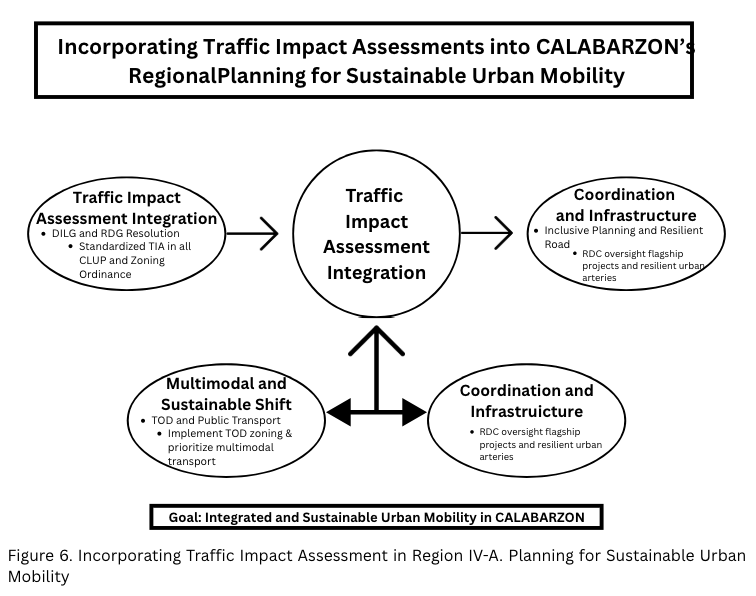 Incorporating Traffic Impact Assessments into CALABARZON's
RegionalPlanning for Sustainable Urban Mobility
Traffic Impact
Assessment Integration
• DILG and RDG Resolution
• Standardized TIA in all
CLUP and Zoning
Ordinance
Traffic
Impact
Assessment
Integration
Coordination
and Infrastructure
• Inclusive Planning and Resilient
Road
• RDC oversight flagship
projects and resilient urban
arteries
Multimodal and
Sustainable Shift
• TOD and Public Transport
• Implement TOD zoning &
prioritize multimodal
transport
Coordination and
Infrastruicture
• RDC oversight flagship
projects and resilient urban
arteries
Goal: Integrated and Sustainable Urban Mobility in CALABARZON
Figure 6. Incorporating Traffic Impact Assessment in Region IV-A. Planning for Sustainable Urban
Mobility